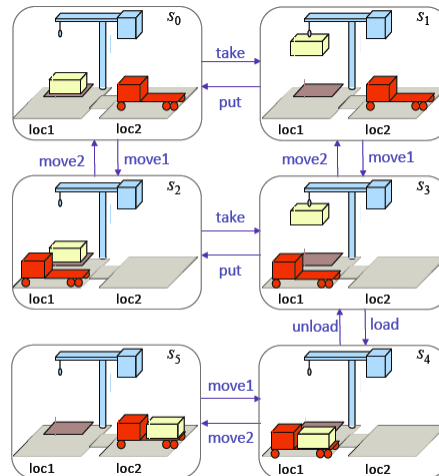 s0 s1
take
put
loc1 loc2 loc1 loc2
move2 move1 move2 move1
s2 s3
take
put
loc1 loc2 loc1 loc2
unload load
s5 s4
move1
move2
loc1 loc2 loc1 loc2